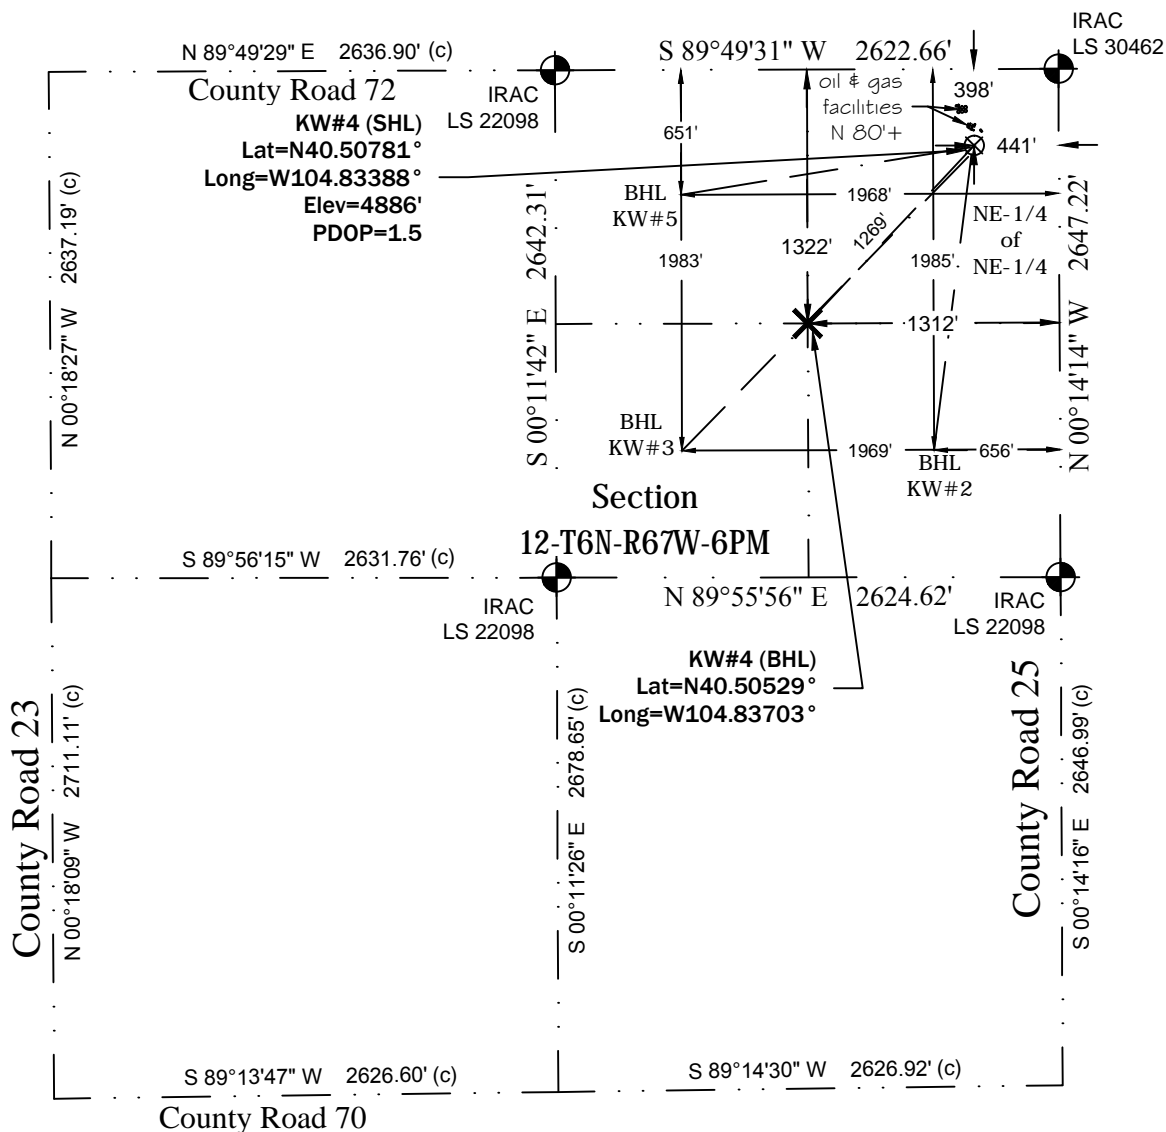 IRAC
LS 30462
N 89°49'29" E 2636.90' (c)
S 89°49'31" W 2622.66'
County Road 72
IRAC
LS 22098
oil & gas
facilities
N 80'+
398'
KW#4 (SHL)
Lat=N40.50781°
Long=W104.83388°
Elev=4886'
PDOP=1.5
651'
441'
BHL
KW#5
1968'
NE-1/4
of
NE-1/4
1269'
1322'
1983'
1985'
1312'
N 00°18'27" W 2637.19' (c)
S 00°11'42" E 2642.31'
N 00°14'14" W 2647.22'
BHL
KW#3
1969'
656'
BHL
KW#2
Section
12-T6N-R67W-6PM
S 89°56'15" W 2631.76' (c)
N 89°55'56" E 2624.62'
IRAC
LS 22098
IRAC
LS 22098
KW#4 (BHL)
Lat=N40.50529°
Long=W104.83703°
County Road 23
N 00°18'09" W 2711.11' (c)
S 00°11'26" E 2678.65' (c)
County Road 25
S 00°14'16" E 2646.99' (c)
S 89°13'47" W 2626.60' (c)
S 89°14'30" W 2626.92' (c)
County Road 70